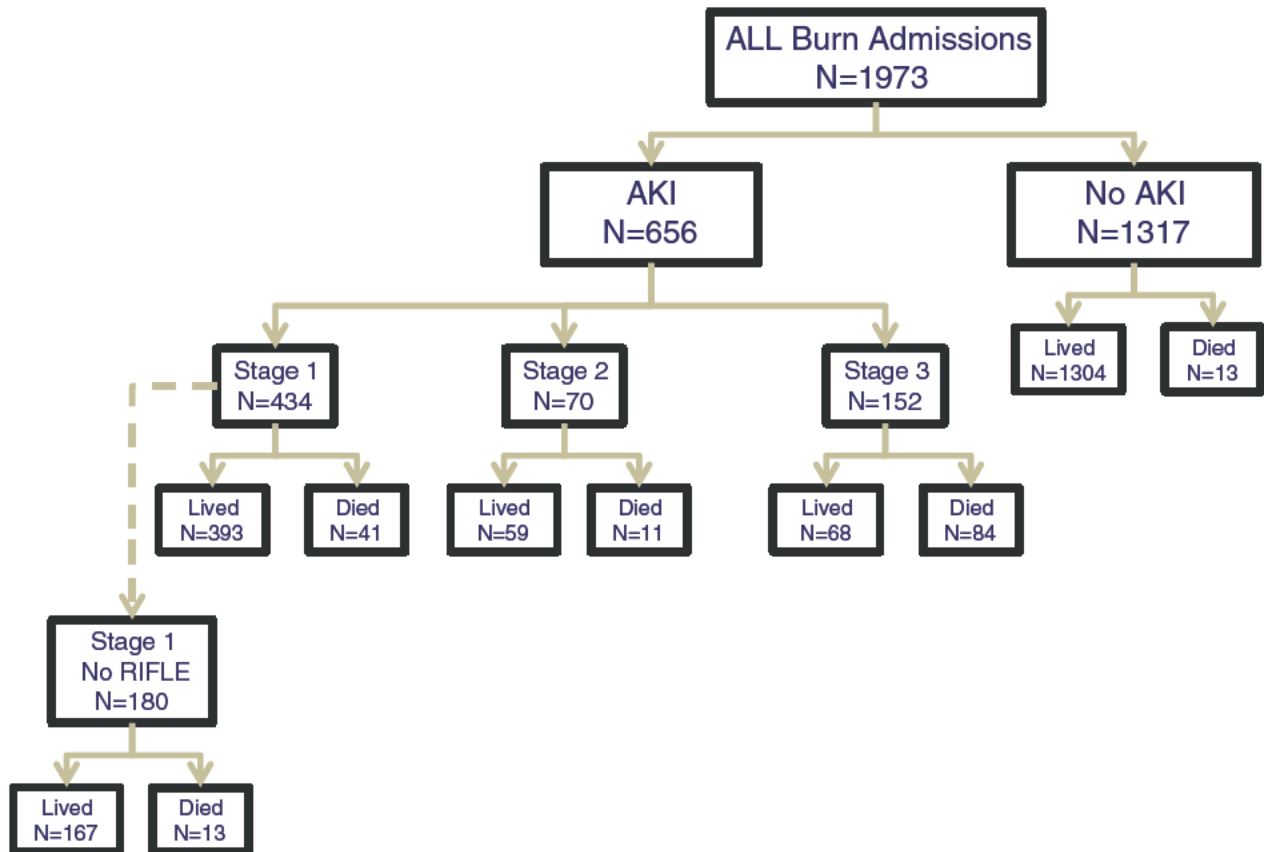 ALL Burn Admissions
N=1973
AKI
N=656
No AKI
N=1317
Stage 1
N=434
Stage 2
N=70
Stage 3
N=152
Lived
N=1304
Died
N=13
Lived
N=393
Died
N=41
Lived
N=59
Died
N=11
Lived
N=68
Died
N=84
Stage 1
No RIFLE
N=180
Lived
N=167
Died
N=13